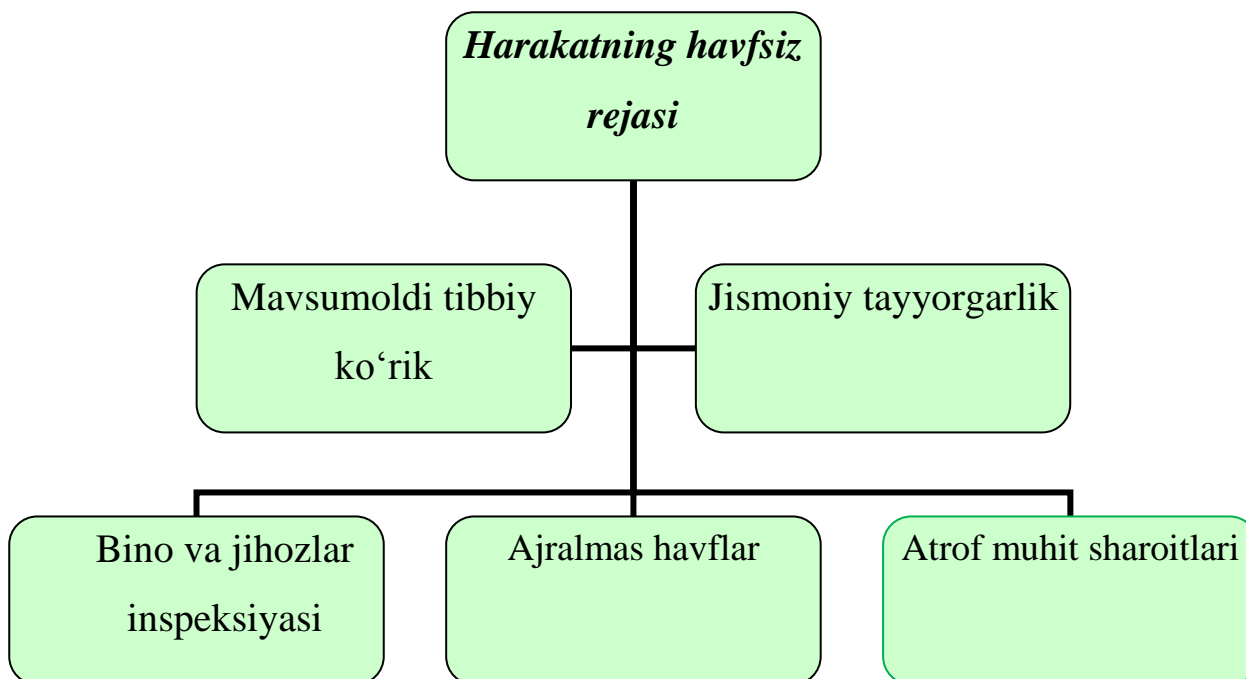 Harakatning havfsiz
rejasi
Mavsumoldi tibbiy
ko‘rik
Jismoniy tayyorgarlik
Bino va jihozlar
inspeksiyasi
Ajralmas havflar
Atrof muhit sharoitlari